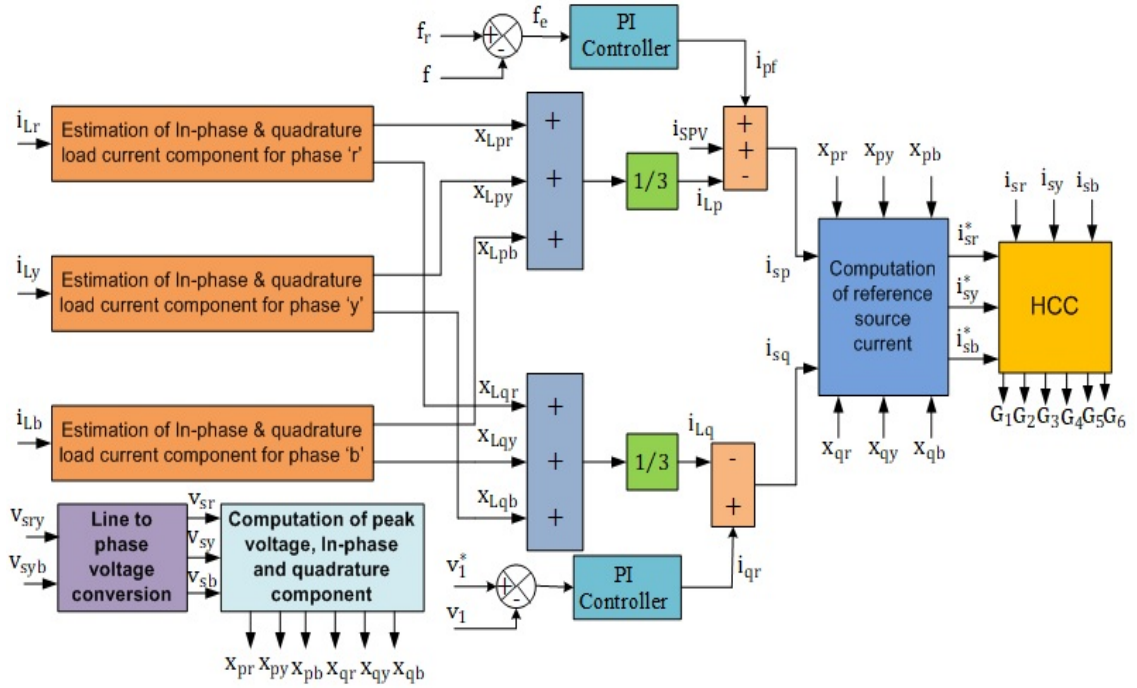 f_r
f
+
-
f_e
PI
Controller
i_pf
i_Lr
Estimation of In-phase & quadrature
load current component for phase ‘r’
x_Lpr
x_Lpy
x_Lpb
+
+
+
1/3
i_Lp
i_SPV
+
+
-
i_sp
x_pr x_py x_pb
i_sr i_sy i_sb
i_Ly
Estimation of In-phase & quadrature
load current component for phase ‘y’
Computation
of reference
source
current
i_sr^*
i_sy^*
i_sb^*
HCC
G_1 G_2 G_3 G_4 G_5 G_6
x_qr x_qy x_qb
i_sq
i_Lb
Estimation of In-phase & quadrature
load current component for phase ‘b’
x_Lqr
x_Lqy
x_Lqb
+
+
+
1/3
i_Lq
-
+
i_qr
v_sry
v_syb
Line to
phase
voltage
conversion
v_sr
v_sy
v_sb
Computation of peak
voltage, In-phase
and quadrature
component
x_pr x_py x_pb x_qr x_qy x_qb
v_1^*
v_1
+
-
PI
Controller